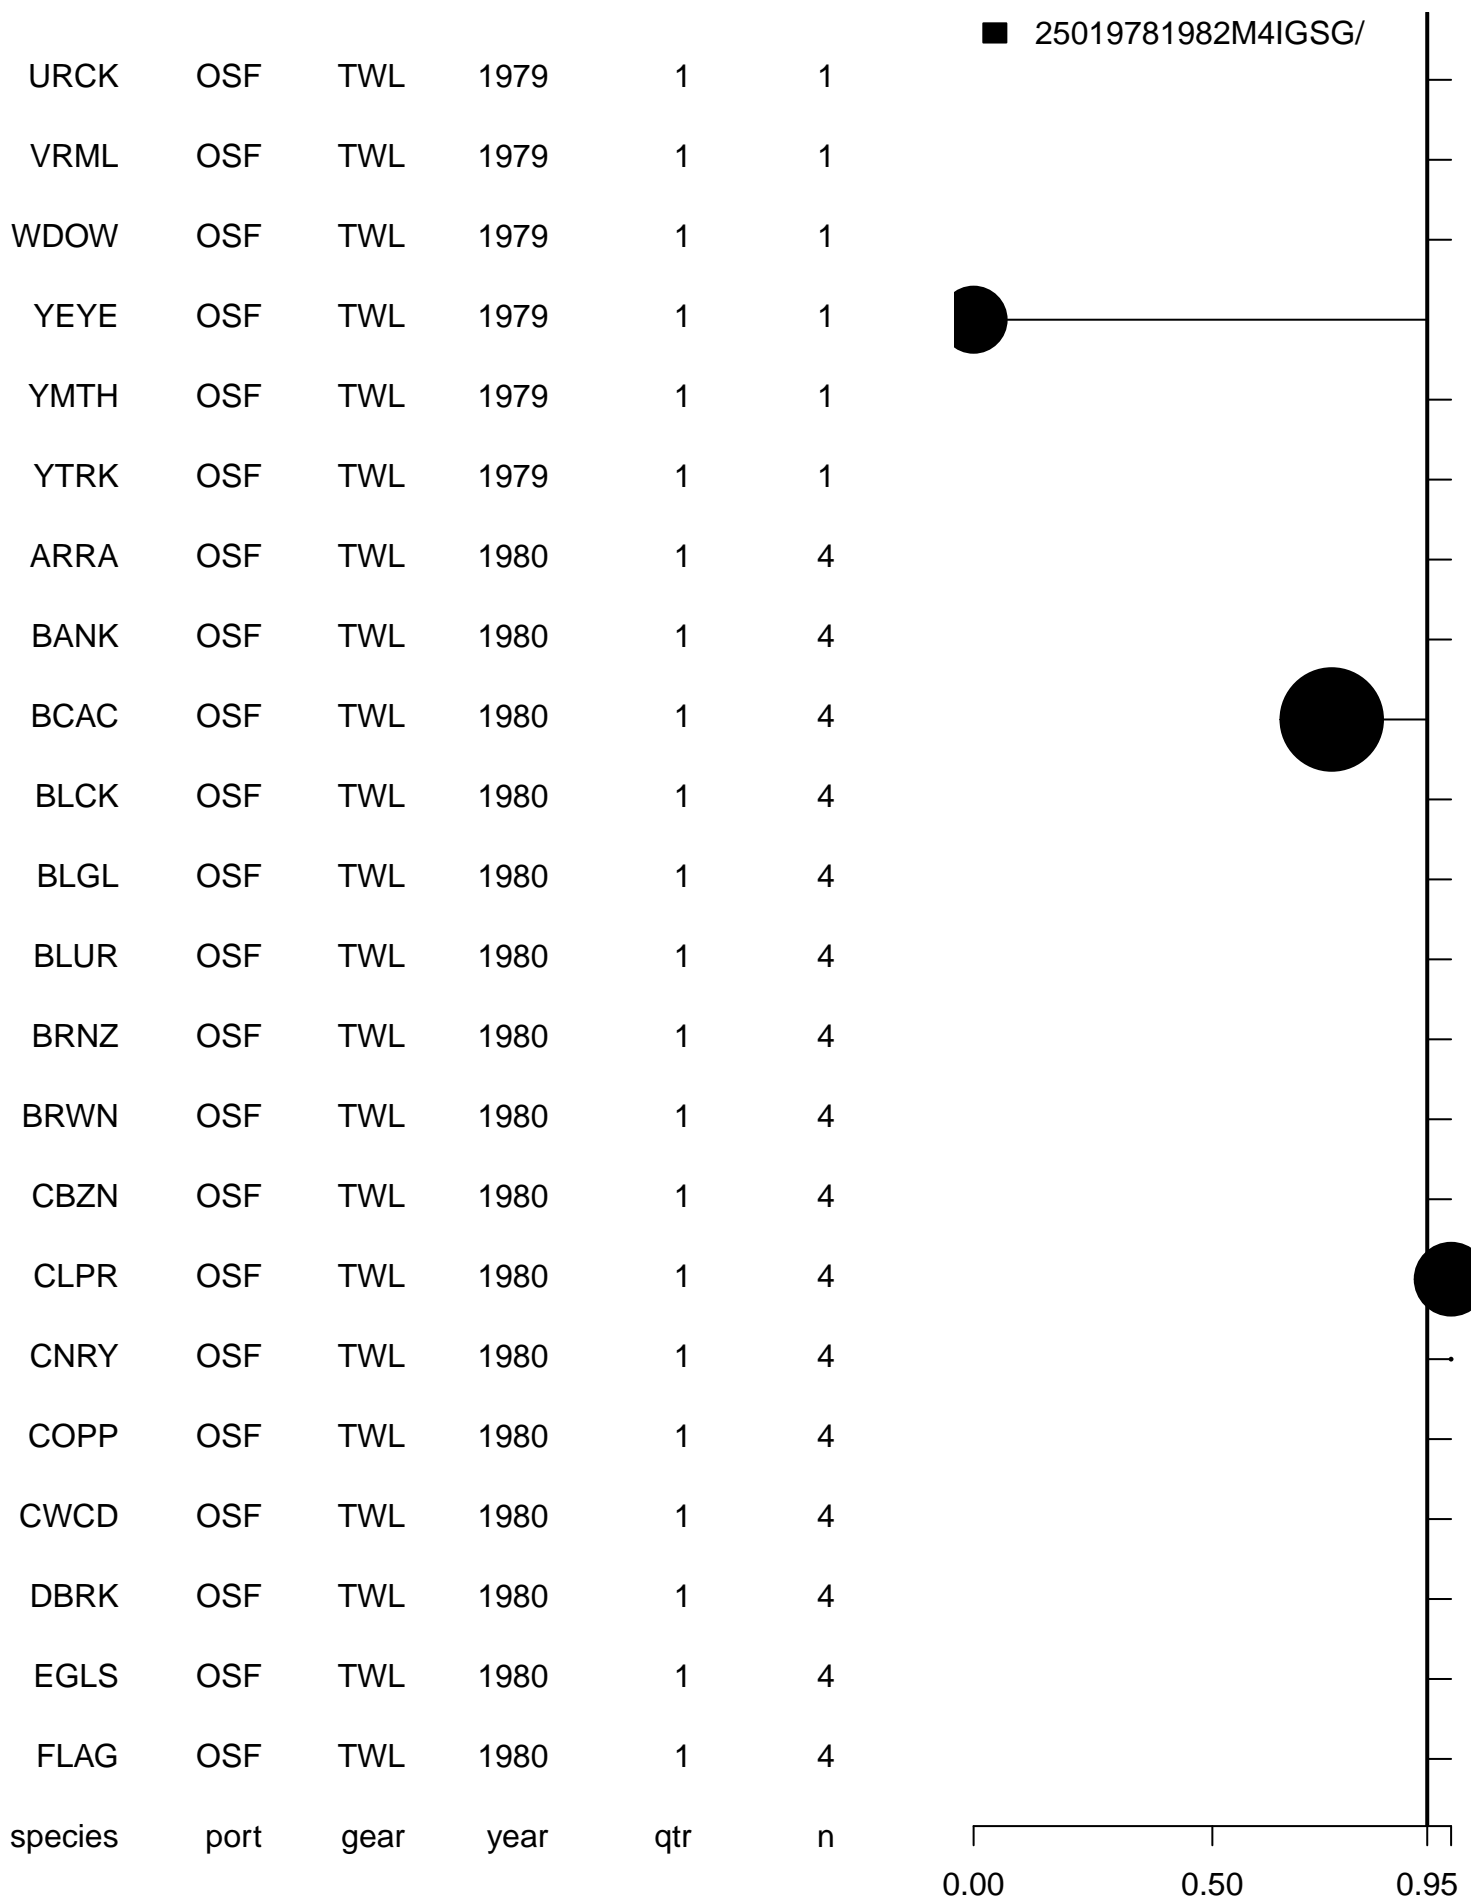 25019781982M4IGSG/
URCK OSF TWL 1979 1 1
VRML OSF TWL 1979 1 1
WDOW OSF TWL 1979 1 1
YEYE OSF TWL 1979 1 1
YMTH OSF TWL 1979 1 1
YTRK OSF TWL 1979 1 1
ARRA OSF TWL 1980 1 4
BANK OSF TWL 1980 1 4
BCAC OSF TWL 1980 1 4
BLCK OSF TWL 1980 1 4
BLGL OSF TWL 1980 1 4
BLUR OSF TWL 1980 1 4
BRNZ OSF TWL 1980 1 4
BRWN OSF TWL 1980 1 4
CBZN OSF TWL 1980 1 4
CLPR OSF TWL 1980 1 4
CNRY OSF TWL 1980 1 4
COPP OSF TWL 1980 1 4
CWCD OSF TWL 1980 1 4
DBRK OSF TWL 1980 1 4
EGLS OSF TWL 1980 1 4
FLAG OSF TWL 1980 1 4
species port gear year qtr n
0.00 0.50 0.95